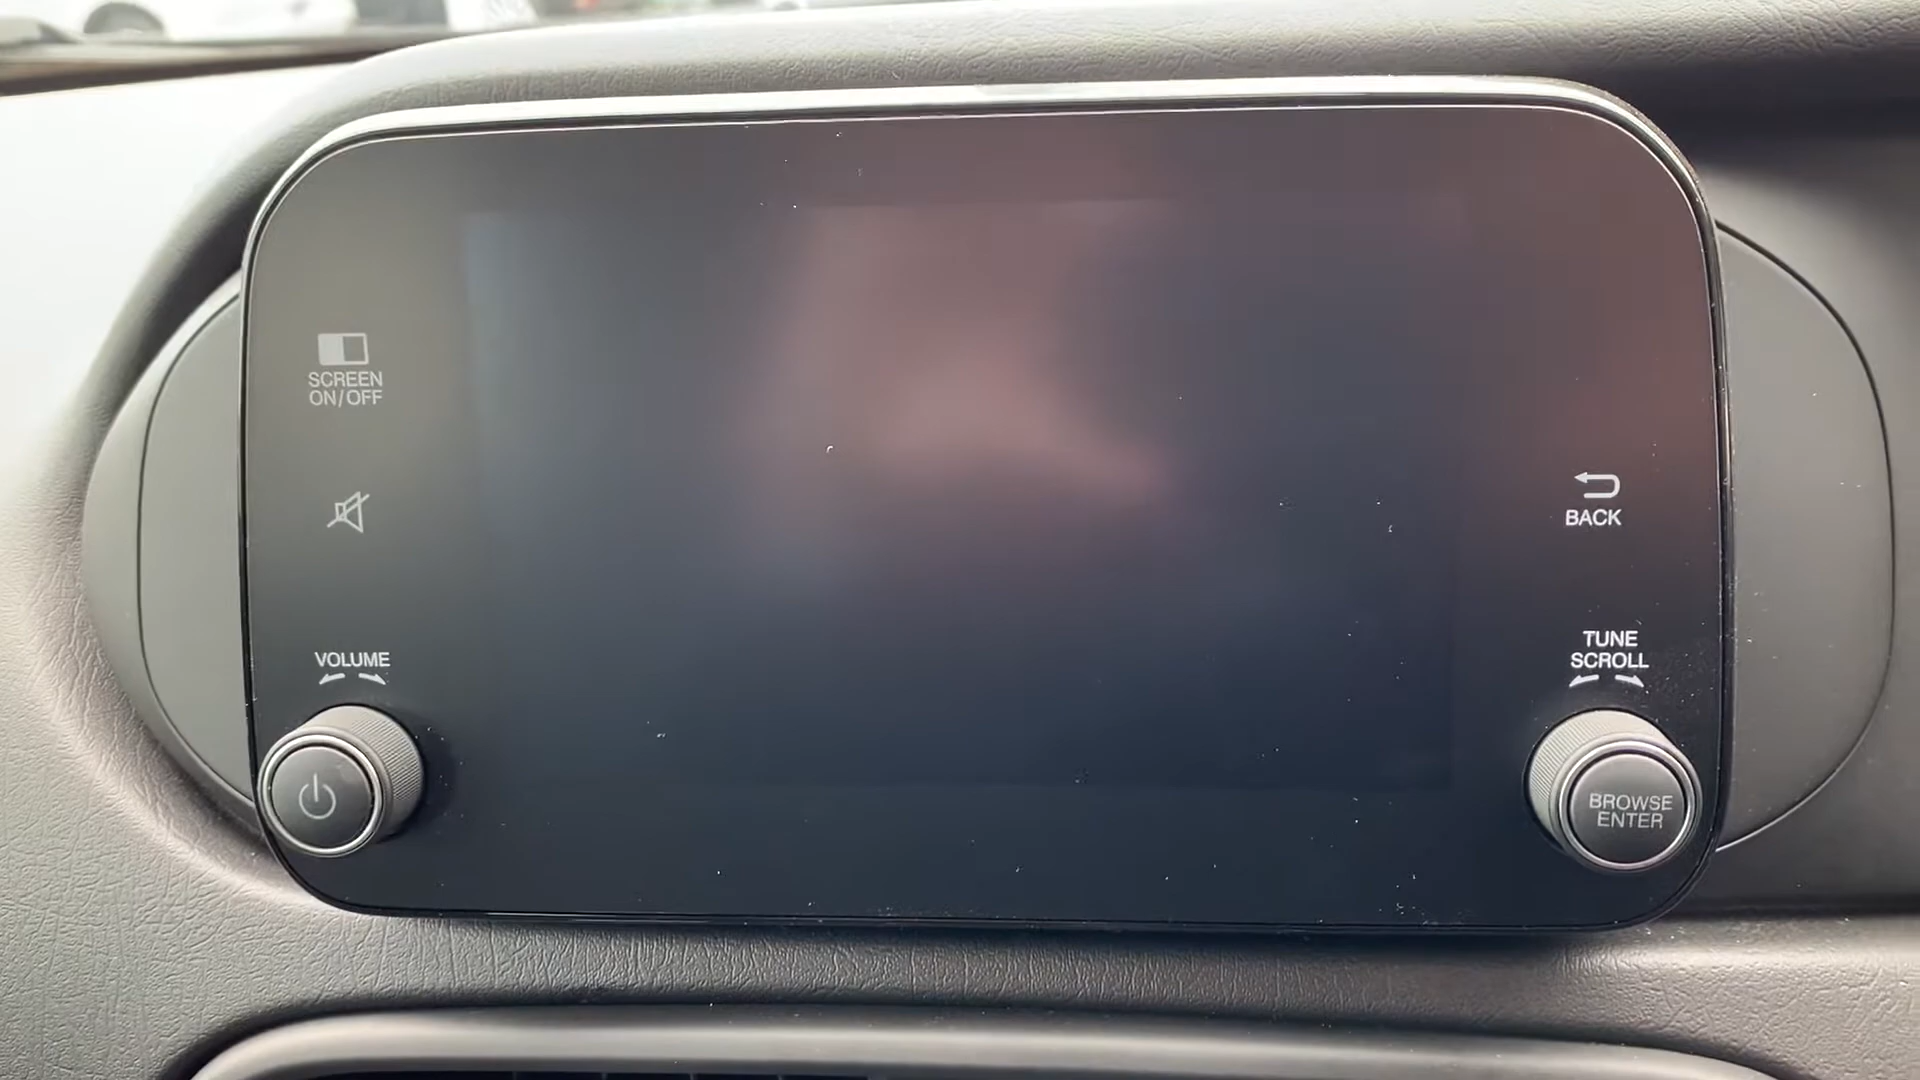 SCREEN
ON/OFF
BACK
VOLUME
TUNE
SCROLL
BROWSE
ENTER